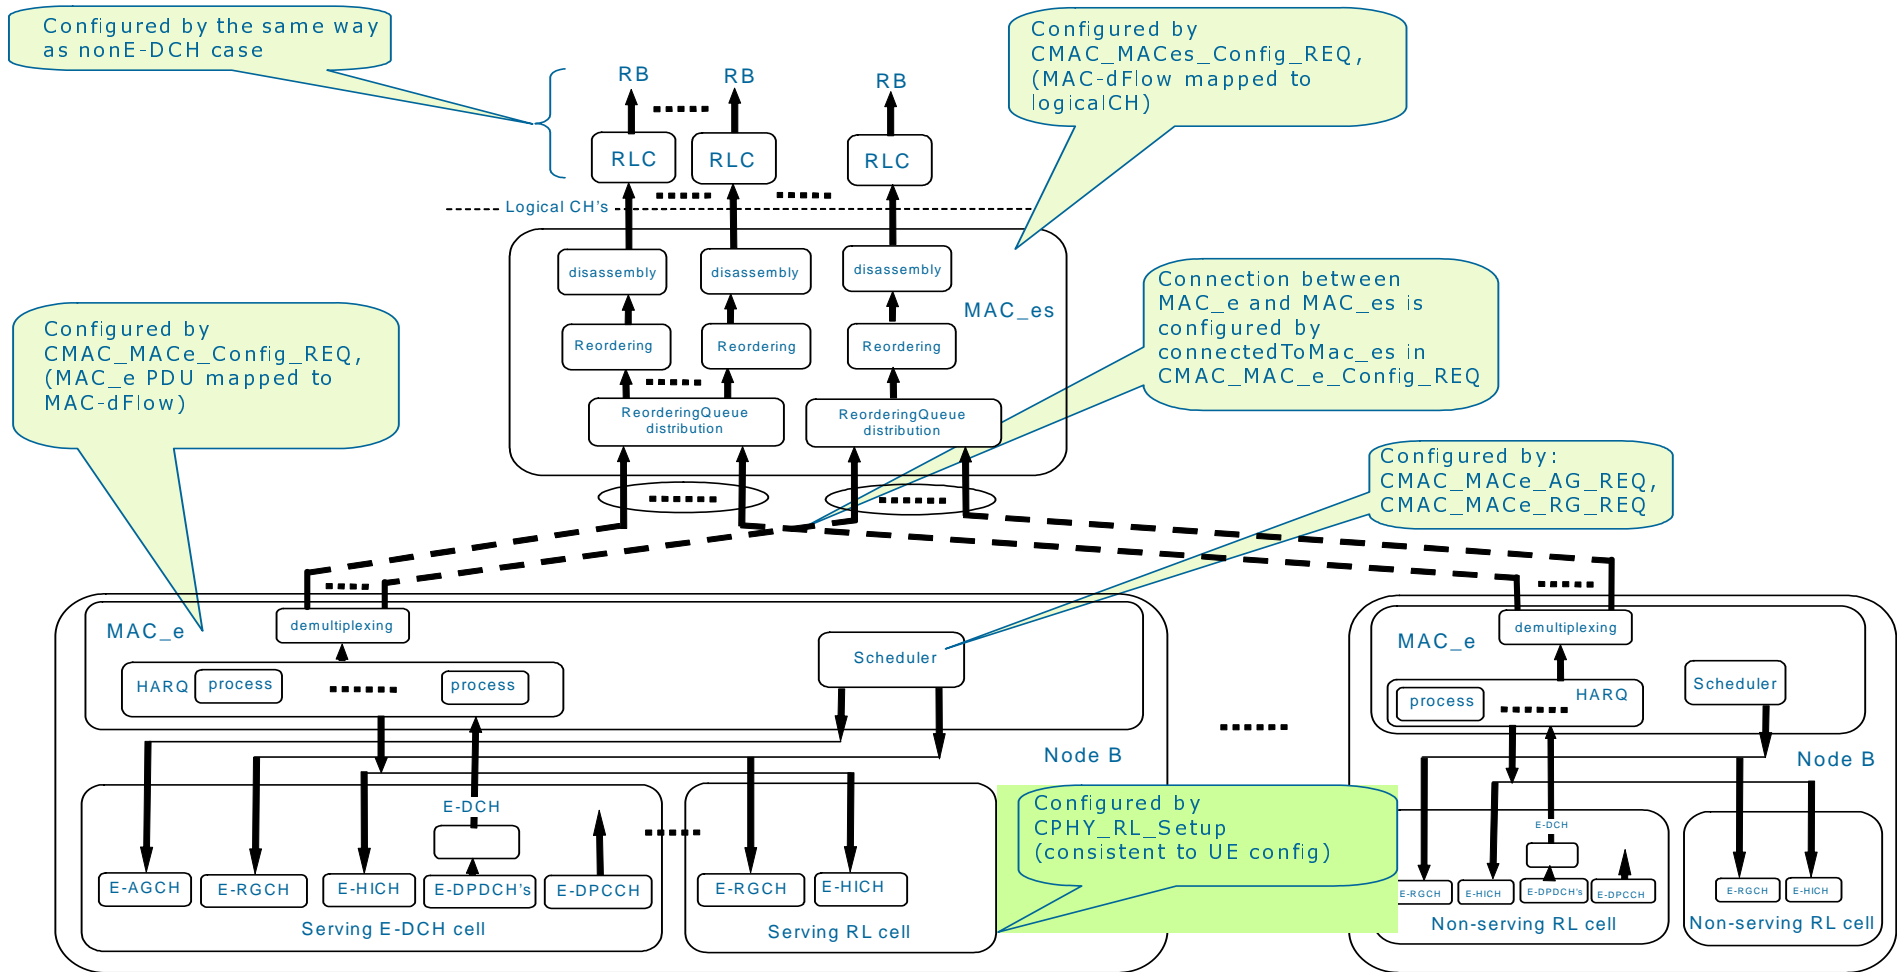 Configured by the same way
as nonE-DCH case
Configured by
CMAC_MACes_Config_REQ,
(MAC-dFlow mapped to
logicalCH)
RB
RB
RB
RLC
RLC
RLC
Logical CH's
disassembly
disassembly
disassembly
MAC_es
Reordering
Reordering
Reordering
ReorderingQueue
distribution
ReorderingQueue
distribution
Connection between
MAC_e and MAC_es is
configured by
connectedToMac_es in
CMAC_MAC_e_Config_REQ
Configured by
CMAC_MACe_Config_REQ,
(MAC_e PDU mapped to
MAC-dFlow)
Configured by:
CMAC_MACe_AG_REQ,
CMAC_MACe_RG_REQ
MAC_e
demultiplexing
Scheduler
HARQ
process
process
Node B
E-DCH
E-AGCH
E-RGCH
E-HICH
E-DPDCH's
E-DPCCH
Serving E-DCH cell
E-RGCH
E-HICH
Serving RL cell
Configured by
CPHY_RL_Setup
(consistent to UE config)
MAC_e
demultiplexing
process
HARQ
Scheduler
Node B
E-DCH
E-RGCH
E-HICH
E-DPDCH's
E-DPCCH
Non-serving RL cell
E-RGCH
E-HICH
Non-serving RL cell